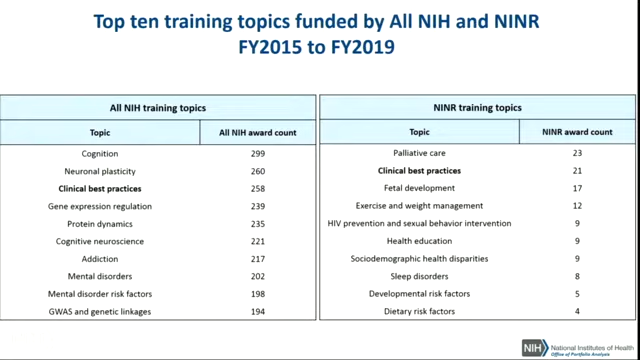 Top ten training topics funded by All NIH and NINR
FY2015 to FY2019
All NIH training topics
Topic All NIH award count
Cognition 299
Neuronal plasticity 260
Clinical best practices 258
Gene expression regulation 239
Protein dynamics 235
Cognitive neuroscience 221
Addiction 217
Mental disorders 202
Mental disorder risk factors 198
GWAS and genetic linkages 194
NINR training topics
Topic NINR award count
Palliative care 23
Clinical best practices 21
Fetal development 17
Exercise and weight management 12
HIV prevention and sexual behavior intervention 9
Health education 9
Sociodemographic health disparities 9
Sleep disorders 8
Developmental risk factors 5
Dietary risk factors 4
NIH National Institutes of Health
Office of Portfolio Analysis